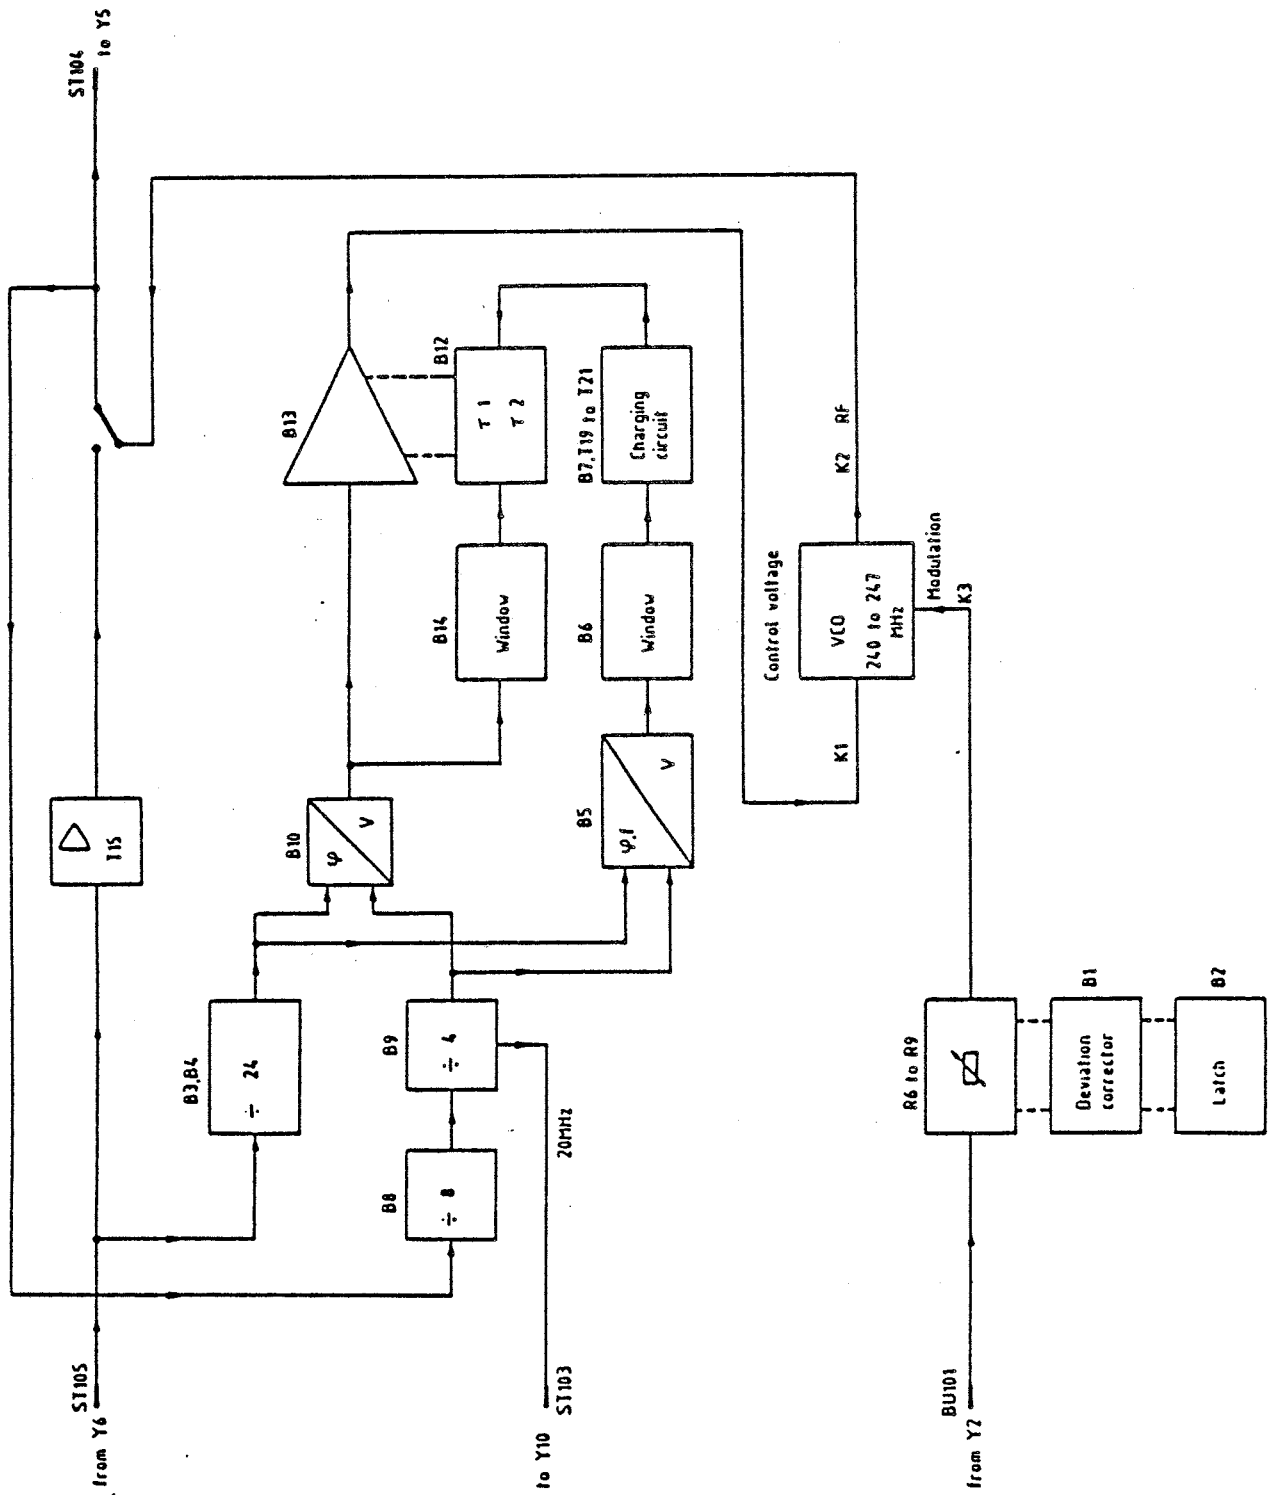 from Y6
ST105
T15
ST104
to Y5
B3,B4
÷ 24
B8
÷ 8
B9
÷ 4
20MHz
to Y10
ST103
B10
φ
V
B13
B14
Window
B12
τ 1
τ 2
B5
φ,f
V
B6
Window
B7,T19 to T21
Charging
circuit
Control voltage
K1
VCO
240 to 247
MHz
K2
RF
Modulation
K3
from Y2
BU101
R6 to R9
B1
Deviation
corrector
B2
Latch